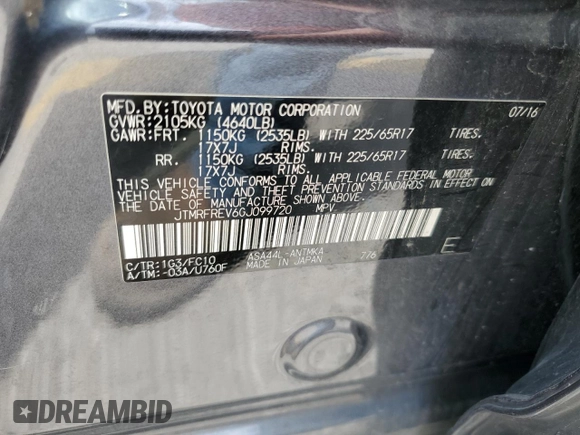 MFD. BY: TOYOTA MOTOR CORPORATION 07/16
GVWR: 2105KG (4640LB)
GAWR: FRT. 1150KG (2535LB) WITH 225/65R17 TIRES.
17X7J RIMS.
RR. 1150KG (2535LB) WITH 225/65R17 TIRES.
17X7J RIMS.
THIS VEHICLE CONFORMS TO ALL APPLICABLE FEDERAL MOTOR
VEHICLE SAFETY AND THEFT PREVENTION STANDARDS IN EFFECT
ON THE DATE OF MANUFACTURE SHOWN ABOVE.
JTMRFREV6GJ099720 MPV
C/TR: 1G3/FC10 ASA44L-ANTMKA 776 E
A/TM: -03A/U760F MADE IN JAPAN
DREAMBID